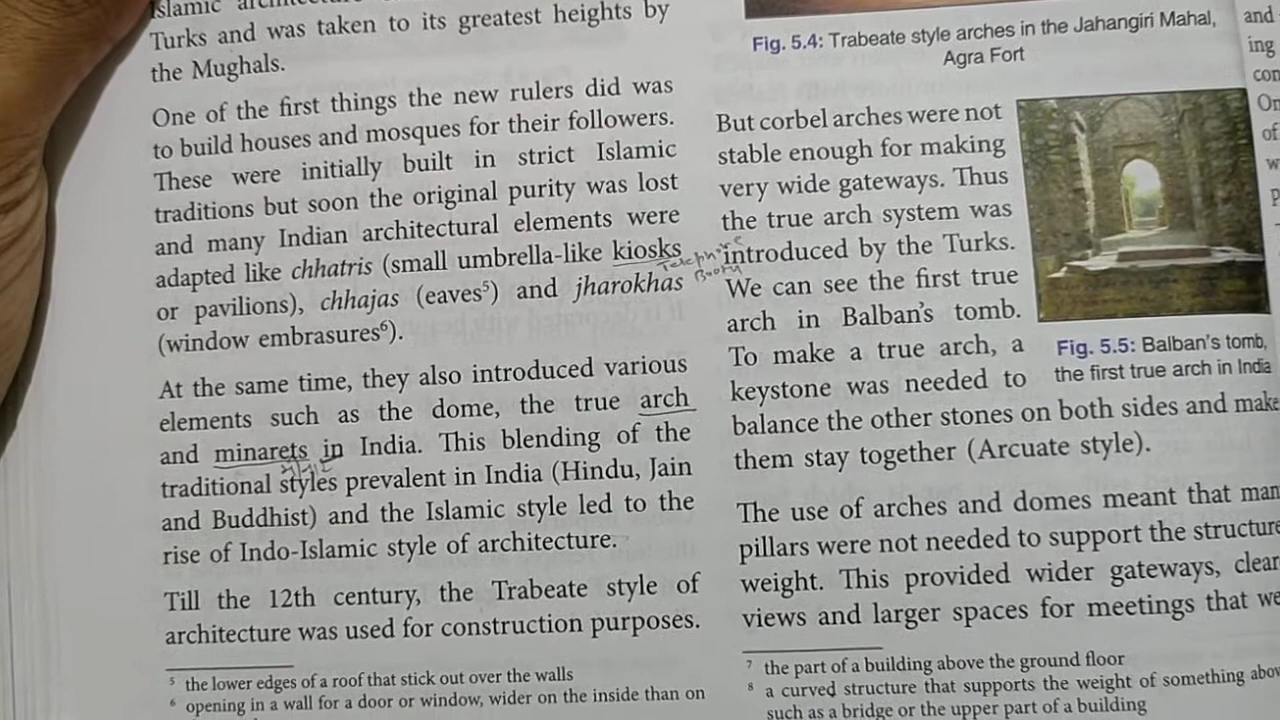 Islamic
Turks and was taken to its greatest heights by
the Mughals.
One of the first things the new rulers did was
to build houses and mosques for their followers.
These were initially built in strict Islamic
traditions but soon the original purity was lost
and many Indian architectural elements were
adapted like chhatris (small umbrella-like kiosks
or pavilions), chhajas (eaves⁵) and jharokhas
(window embrasures⁶).
At the same time, they also introduced various
elements such as the dome, the true arch
and minarets in India. This blending of the
traditional styles prevalent in India (Hindu, Jain
and Buddhist) and the Islamic style led to the
rise of Indo-Islamic style of architecture.
Till the 12th century, the Trabeate style of
architecture was used for construction purposes.
⁵ the lower edges of a roof that stick out over the walls
⁶ opening in a wall for a door or window, wider on the inside than on
Fig. 5.4: Trabeate style arches in the Jahangiri Mahal,
Agra Fort
But corbel arches were not
stable enough for making
very wide gateways. Thus
the true arch system was
introduced by the Turks.
We can see the first true
arch in Balban's tomb.
To make a true arch, a
keystone was needed to
balance the other stones on both sides and make
them stay together (Arcuate style).
Fig. 5.5: Balban's tomb,
the first true arch in India
The use of arches and domes meant that man
pillars were not needed to support the structure
weight. This provided wider gateways, clear
views and larger spaces for meetings that we
⁷ the part of a building above the ground floor
⁸ a curved structure that supports the weight of something abov
such as a bridge or the upper part of a building
and
ing
con
On
of
w